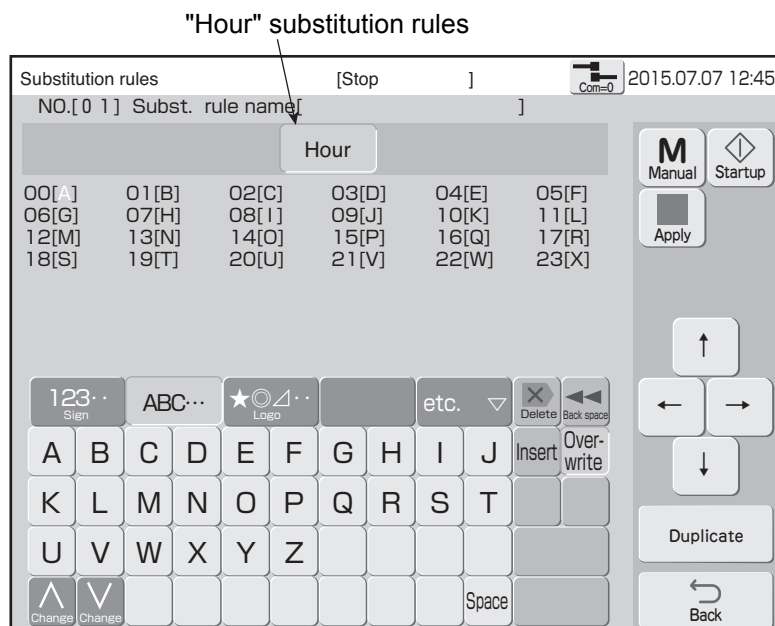 "Hour" substitution rules
Substitution rules [Stop ] Com=0 2015.07.07 12:45
NO.[01] Subst. rule name[ ]
Hour
00[A] 01[B] 02[C] 03[D] 04[E] 05[F]
06[G] 07[H] 08[I] 09[J] 10[K] 11[L]
12[M] 13[N] 14[O] 15[P] 16[Q] 17[R]
18[S] 19[T] 20[U] 21[V] 22[W] 23[X]
M Manual Startup
Apply
↑
← →
↓
Duplicate
Back
123·· Sign ABC··· ★◎⊿·· Logo etc. ▽ Delete Back space
A B C D E F G H I J Insert Over-write
K L M N O P Q R S T
U V W X Y Z
Change Change Space